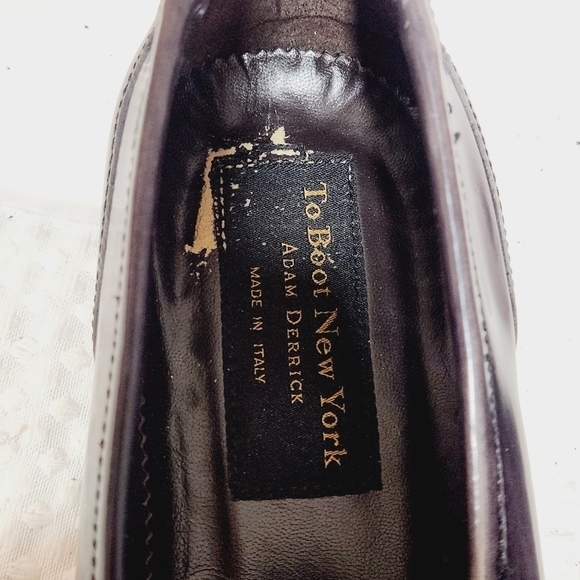 To Boot New York
Adam Derrick
Made in Italy